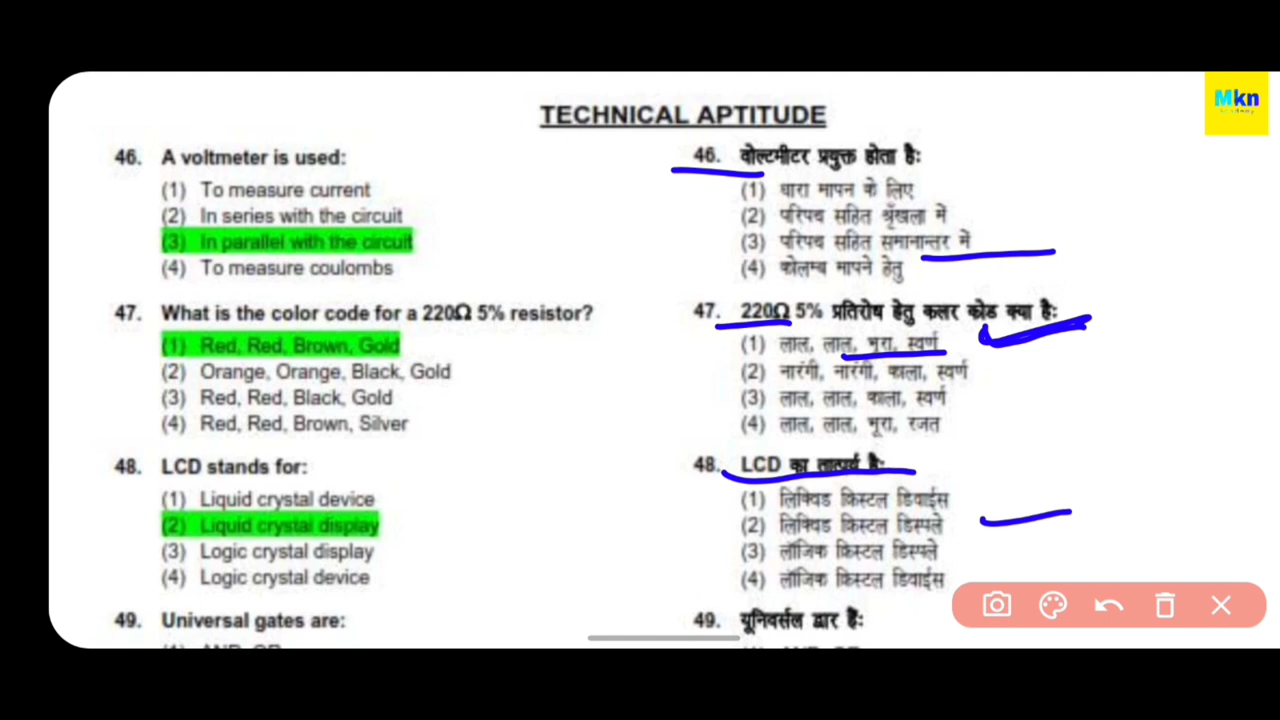 Mkn
TECHNICAL APTITUDE
46. A voltmeter is used:
(1) To measure current
(2) In series with the circuit
(3) In parallel with the circuit
(4) To measure coulombs
47. What is the color code for a 220Ω 5% resistor?
(1) Red, Red, Brown, Gold
(2) Orange, Orange, Black, Gold
(3) Red, Red, Black, Gold
(4) Red, Red, Brown, Silver
48. LCD stands for:
(1) Liquid crystal device
(2) Liquid crystal display
(3) Logic crystal display
(4) Logic crystal device
49. Universal gates are:
46. वोल्टमीटर प्रयुक्त होता है:
(1) धारा मापन के लिए
(2) परिपथ सहित श्रृँखला में
(3) परिपथ सहित समानान्तर में
(4) कोलम्ब मापने हेतु
47. 220Ω 5% प्रतिरोध हेतु कलर कोड क्या है:
(1) लाल, लाल, भूरा, स्वर्ण
(2) नारंगी, नारंगी, काला, स्वर्ण
(3) लाल, लाल, काला, स्वर्ण
(4) लाल, लाल, भूरा, रजत
48. LCD का तात्पर्य है:
(1) लिक्विड क्रिस्टल डिवाईस
(2) लिक्विड क्रिस्टल डिस्पले
(3) लॉजिक क्रिस्टल डिस्पले
(4) लॉजिक क्रिस्टल डिवाईस
49. यूनिवर्सल द्वार हैं: